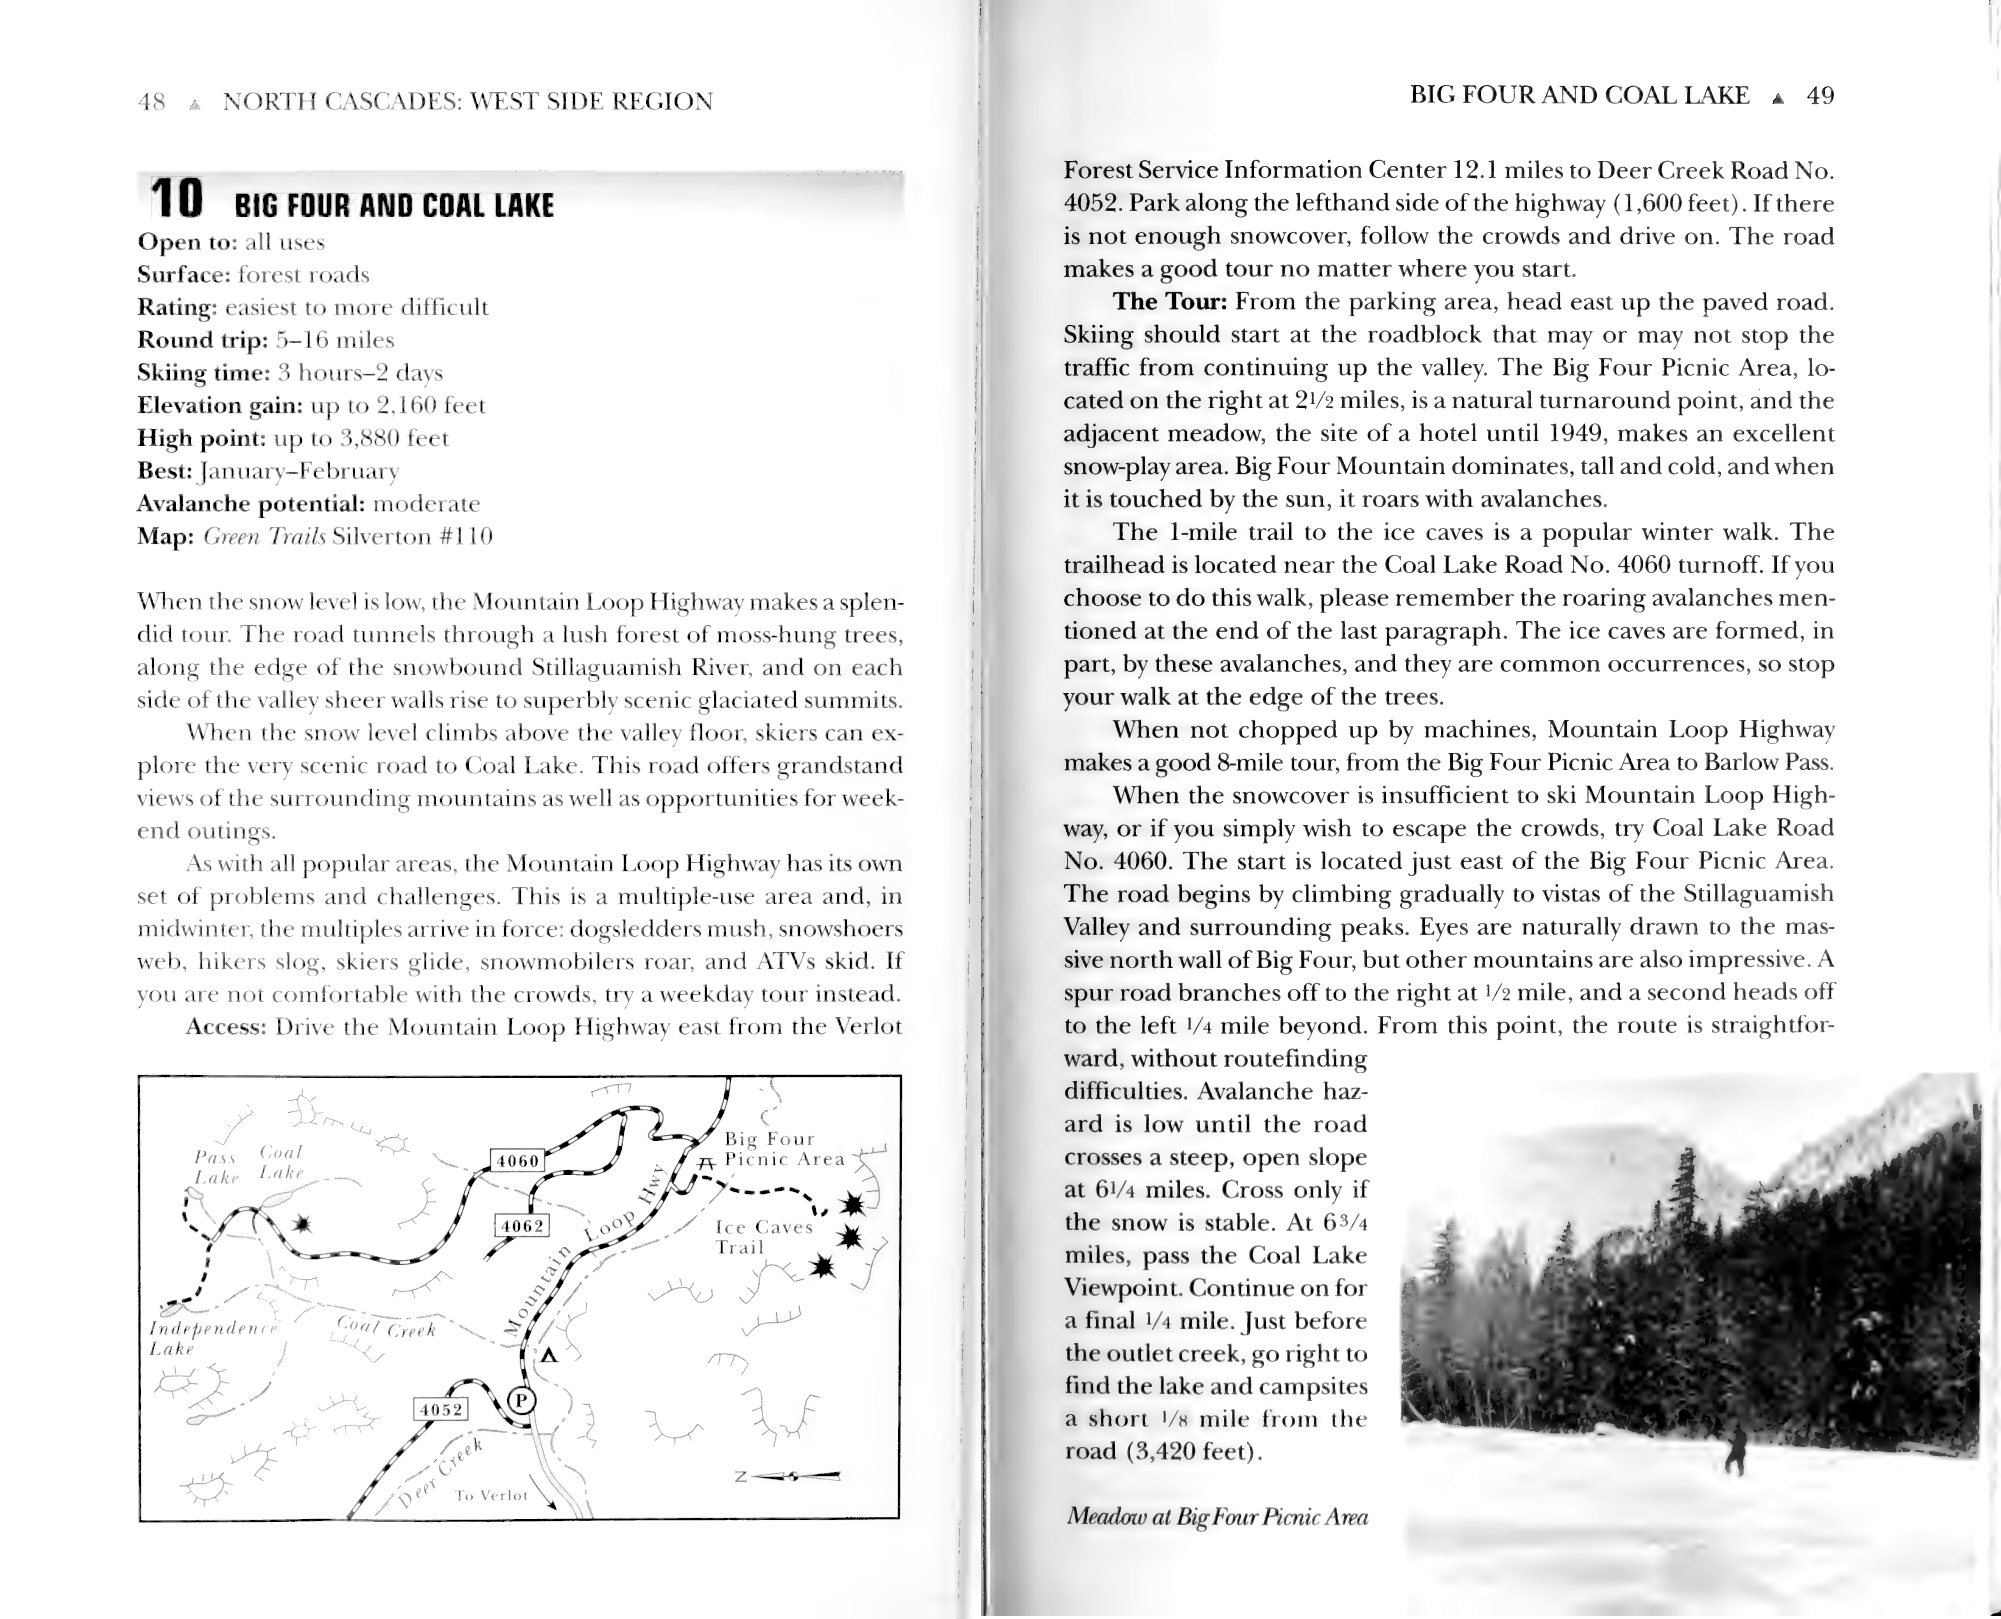 48 ▲ NORTH CASCADES: WEST SIDE REGION
10 BIG FOUR AND COAL LAKE
Open to: all uses
Surface: forest roads
Rating: easiest to more difficult
Round trip: 5–16 miles
Skiing time: 3 hours–2 days
Elevation gain: up to 2,160 feet
High point: up to 3,880 feet
Best: January–February
Avalanche potential: moderate
Map: Green Trails Silverton #110
When the snow level is low, the Mountain Loop Highway makes a splen-
did tour. The road tunnels through a lush forest of moss-hung trees,
along the edge of the snowbound Stillaguamish River, and on each
side of the valley sheer walls rise to superbly scenic glaciated summits.
When the snow level climbs above the valley floor, skiers can ex-
plore the very scenic road to Coal Lake. This road offers grandstand
views of the surrounding mountains as well as opportunities for week-
end outings.
As with all popular areas, the Mountain Loop Highway has its own
set of problems and challenges. This is a multiple-use area and, in
midwinter, the multiples arrive in force: dogsledders mush, snowshoers
web, hikers slog, skiers glide, snowmobilers roar, and ATVs skid. If
you are not comfortable with the crowds, try a weekday tour instead.
Access: Drive the Mountain Loop Highway east from the Verlot
Pass
Lake
Coal
Lake
4060
Big Four
Picnic Area
4062
Mountain Loop Hwy
Ice Caves
Trail
Independence
Lake
Coal Creek
P
4052
Deer Creek
To Verlot
Z
BIG FOUR AND COAL LAKE ▲ 49
Forest Service Information Center 12.1 miles to Deer Creek Road No.
4052. Park along the lefthand side of the highway (1,600 feet). If there
is not enough snowcover, follow the crowds and drive on. The road
makes a good tour no matter where you start.
The Tour: From the parking area, head east up the paved road.
Skiing should start at the roadblock that may or may not stop the
traffic from continuing up the valley. The Big Four Picnic Area, lo-
cated on the right at 2 1/2 miles, is a natural turnaround point, and the
adjacent meadow, the site of a hotel until 1949, makes an excellent
snow-play area. Big Four Mountain dominates, tall and cold, and when
it is touched by the sun, it roars with avalanches.
The 1-mile trail to the ice caves is a popular winter walk. The
trailhead is located near the Coal Lake Road No. 4060 turnoff. If you
choose to do this walk, please remember the roaring avalanches men-
tioned at the end of the last paragraph. The ice caves are formed, in
part, by these avalanches, and they are common occurrences, so stop
your walk at the edge of the trees.
When not chopped up by machines, Mountain Loop Highway
makes a good 8-mile tour, from the Big Four Picnic Area to Barlow Pass.
When the snowcover is insufficient to ski Mountain Loop High-
way, or if you simply wish to escape the crowds, try Coal Lake Road
No. 4060. The start is located just east of the Big Four Picnic Area.
The road begins by climbing gradually to vistas of the Stillaguamish
Valley and surrounding peaks. Eyes are naturally drawn to the mas-
sive north wall of Big Four, but other mountains are also impressive. A
spur road branches off to the right at 1/2 mile, and a second heads off
to the left 1/4 mile beyond. From this point, the route is straightfor-
ward, without routefinding
difficulties. Avalanche haz-
ard is low until the road
crosses a steep, open slope
at 6 1/4 miles. Cross only if
the snow is stable. At 6 3/4
miles, pass the Coal Lake
Viewpoint. Continue on for
a final 1/4 mile. Just before
the outlet creek, go right to
find the lake and campsites
a short 1/8 mile from the
road (3,420 feet).
Meadow at Big Four Picnic Area